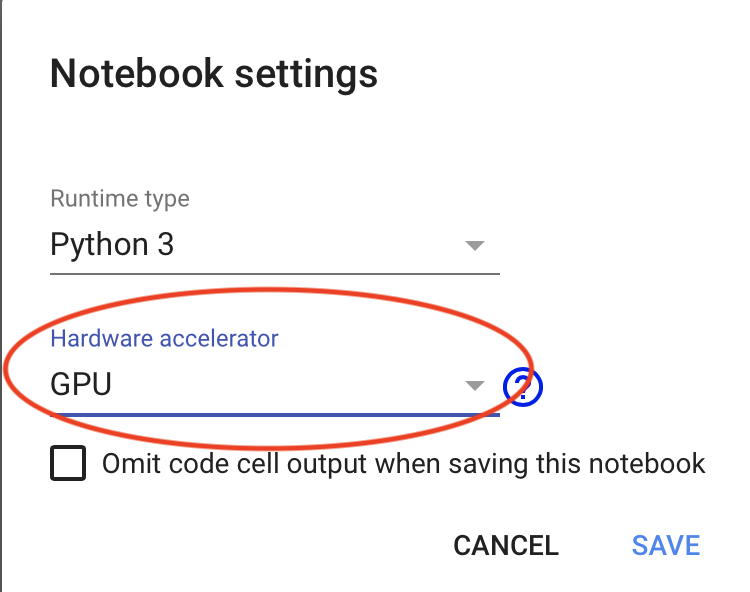 Notebook settings
Runtime type
Python 3
Hardware accelerator
GPU
?
Omit code cell output when saving this notebook
CANCEL
SAVE